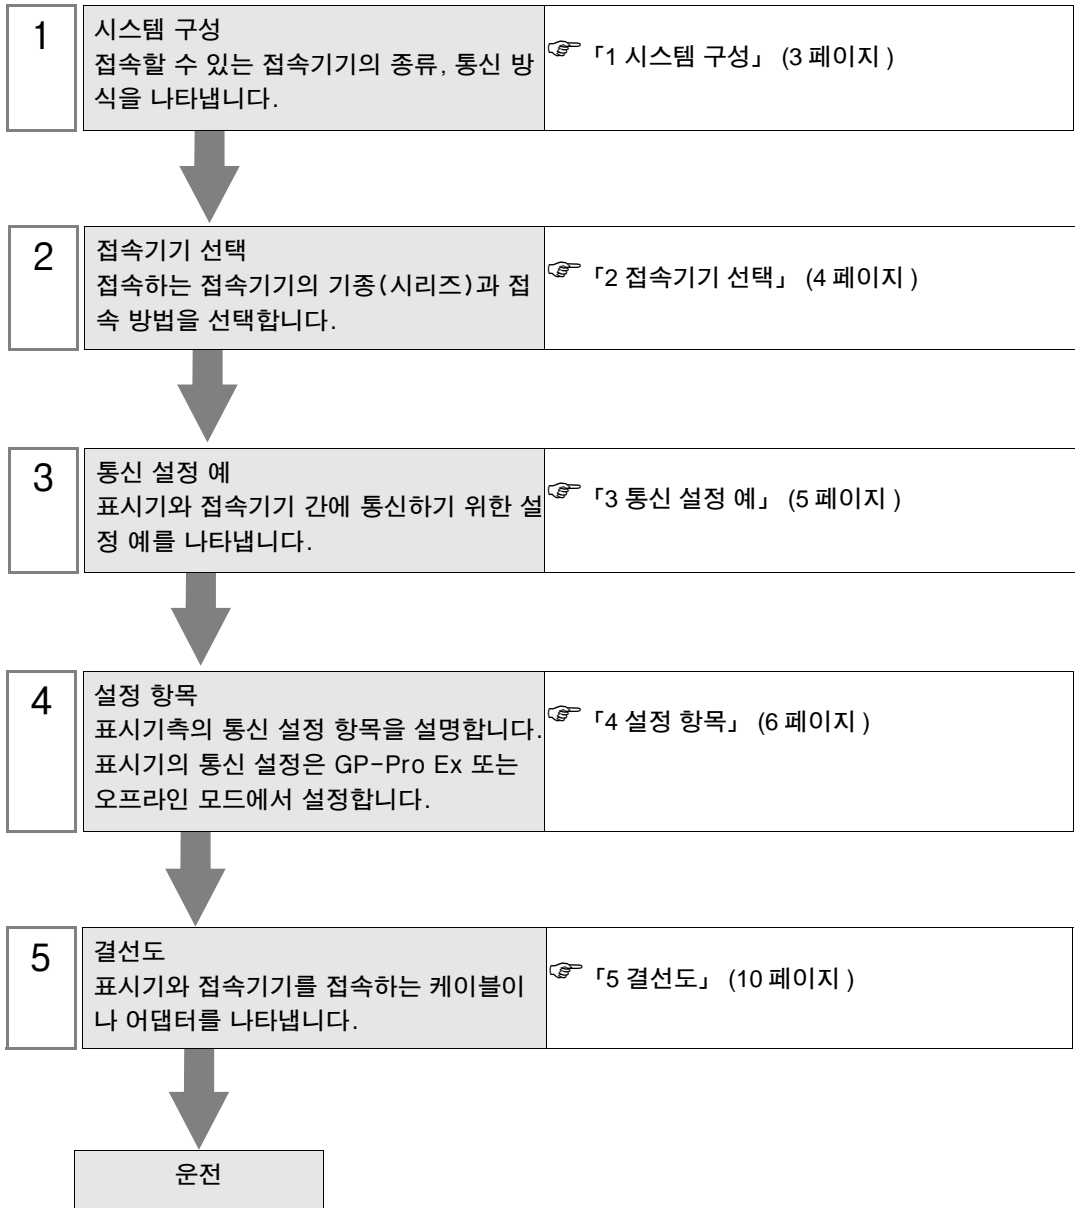 1
시스템 구성
접속할 수 있는 접속기기의 종류, 통신 방
식을 나타냅니다.
☞ 「1 시스템 구성」 (3 페이지 )
2
접속기기 선택
접속하는 접속기기의 기종(시리즈)과 접
속 방법을 선택합니다.
☞ 「2 접속기기 선택」 (4 페이지 )
3
통신 설정 예
표시기와 접속기기 간에 통신하기 위한 설
정 예를 나타냅니다.
☞ 「3 통신 설정 예」 (5 페이지 )
4
설정 항목
표시기측의 통신 설정 항목을 설명합니다.
표시기의 통신 설정은 GP-Pro Ex 또는
오프라인 모드에서 설정합니다.
☞ 「4 설정 항목」 (6 페이지 )
5
결선도
표시기와 접속기기를 접속하는 케이블이
나 어댑터를 나타냅니다.
☞ 「5 결선도」 (10 페이지 )
운전